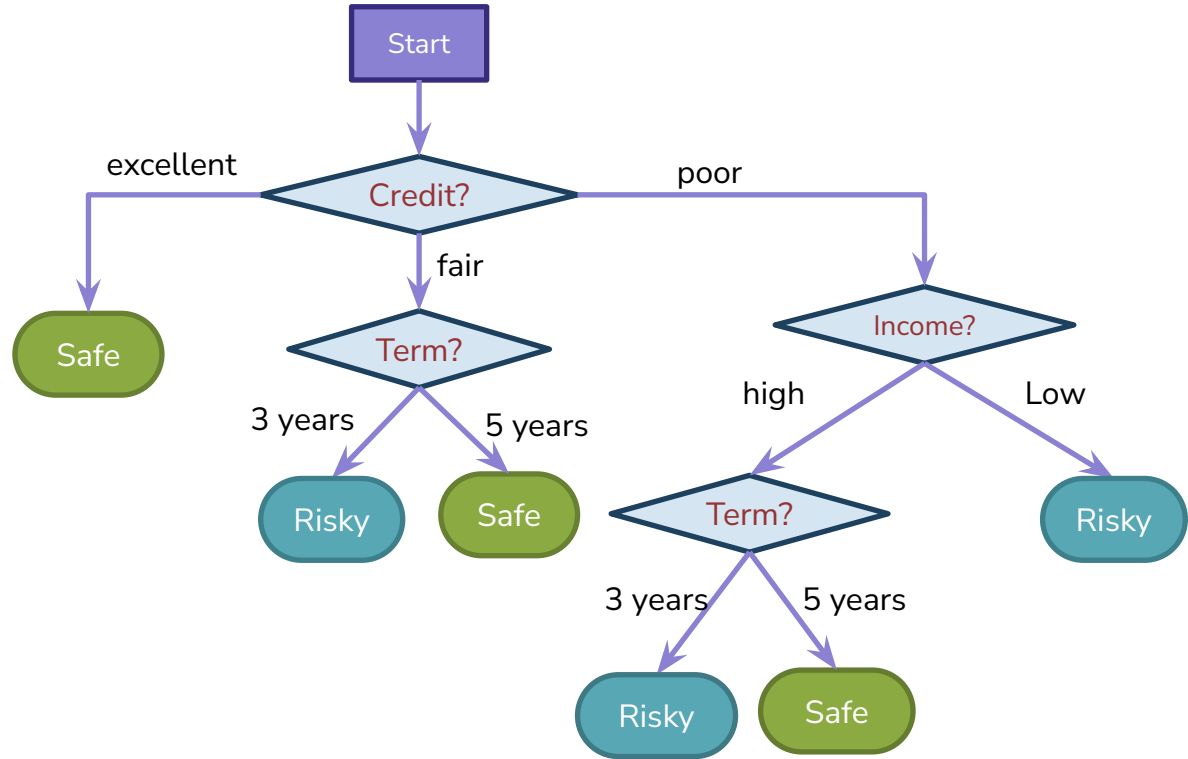 Start
excellent
poor
Credit?
fair
Income?
Safe
Term?
high
Low
3 years
5 years
Risky
Safe
Term?
Risky
3 years
5 years
Risky
Safe